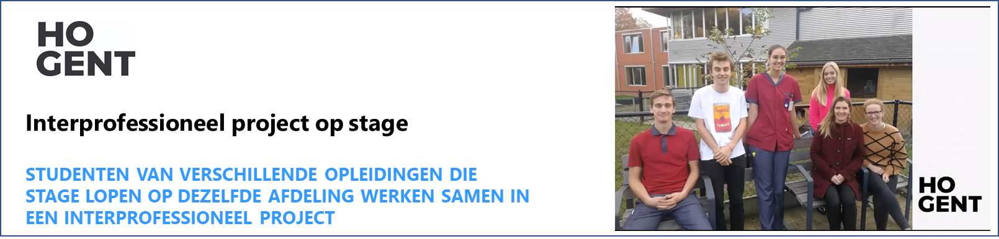 HO
GENT
Interprofessioneel project op stage
STUDENTEN VAN VERSCHILLENDE OPLEIDINGEN DIE
STAGE LOPEN OP DEZELFDE AFDELING WERKEN SAMEN IN
EEN INTERPROFESSIONEEL PROJECT
TOMATO
HO
GENT